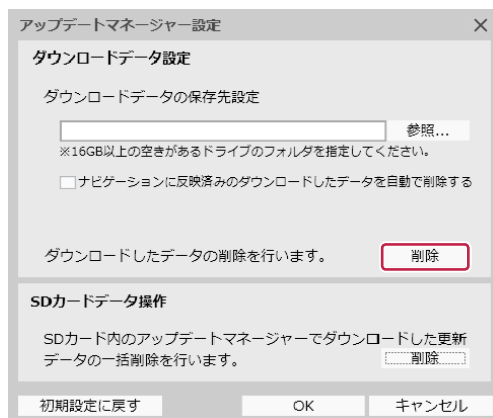 アップデートマネージャー設定
ダウンロードデータ設定
ダウンロードデータの保存先設定
参照...
※16GB以上の空きがあるドライブのフォルダを指定してください。
ナビゲーションに反映済みのダウンロードしたデータを自動で削除する
ダウンロードしたデータの削除を行います。 削除
SDカードデータ操作
SDカード内のアップデートマネージャーでダウンロードした更新
データの一括削除を行います。 削除
初期設定に戻す OK キャンセル